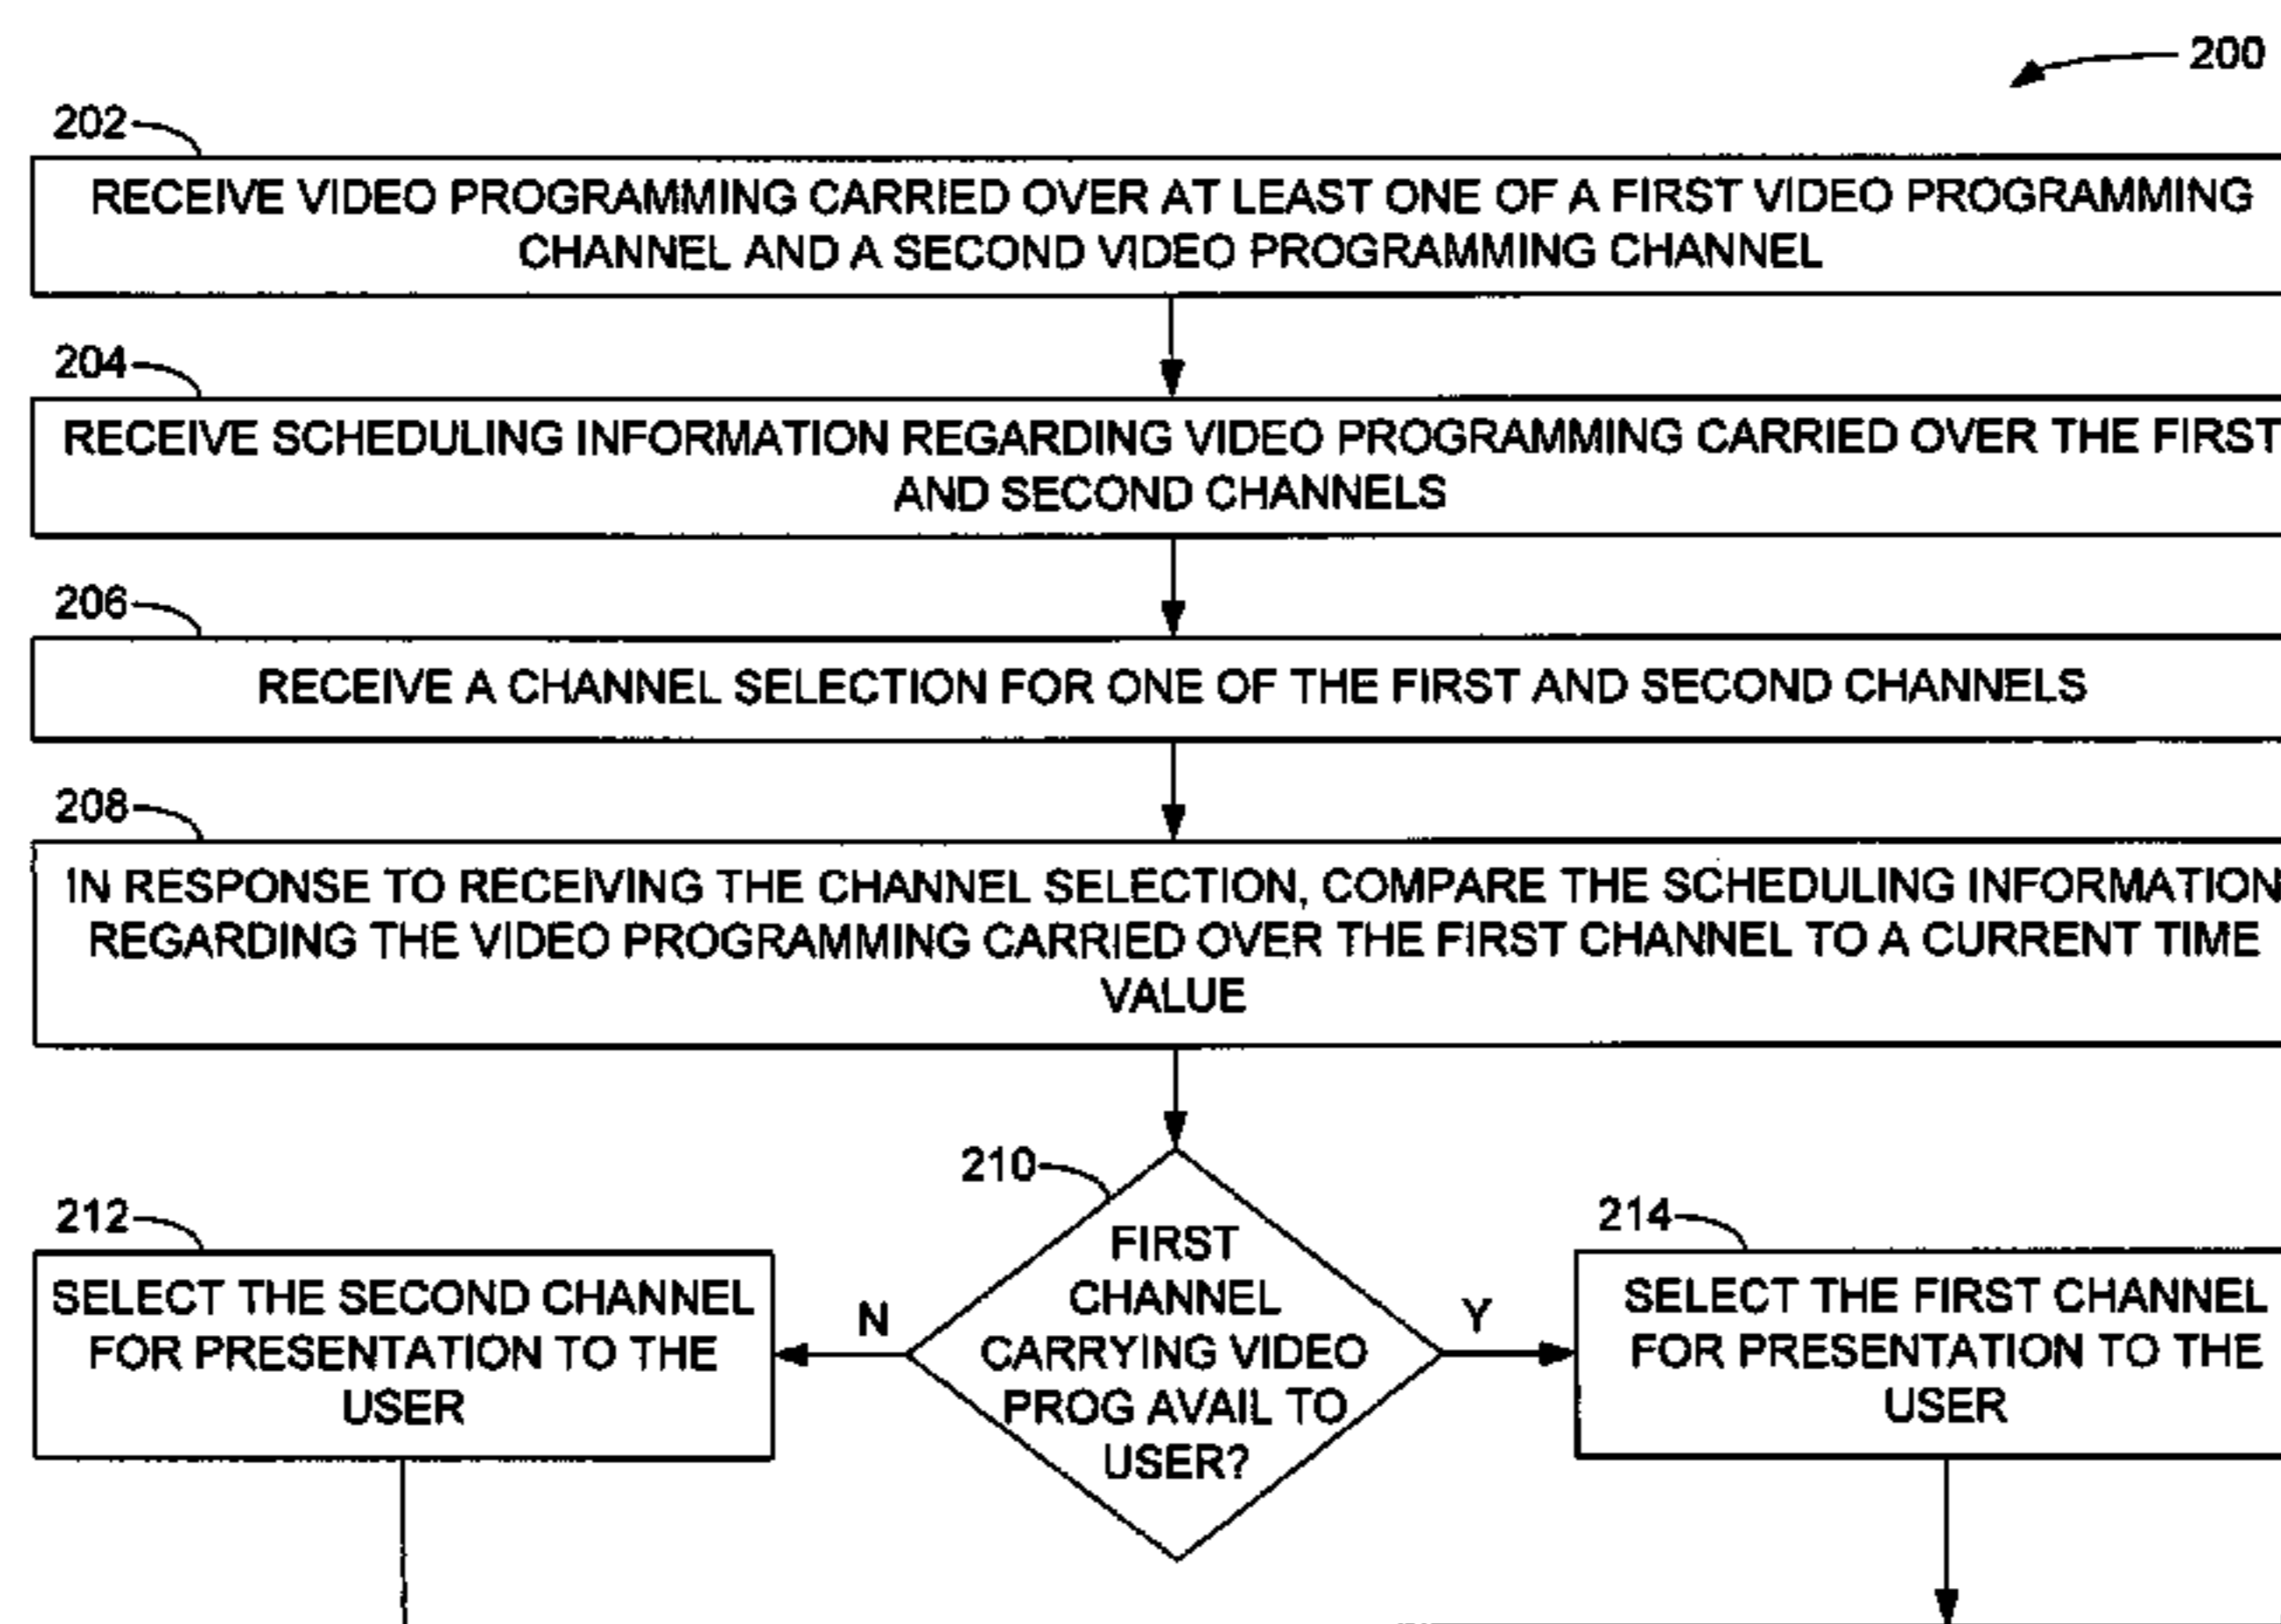 200
202
RECEIVE VIDEO PROGRAMMING CARRIED OVER AT LEAST ONE OF A FIRST VIDEO PROGRAMMING
CHANNEL AND A SECOND VIDEO PROGRAMMING CHANNEL
204
RECEIVE SCHEDULING INFORMATION REGARDING VIDEO PROGRAMMING CARRIED OVER THE FIRST
AND SECOND CHANNELS
206
RECEIVE A CHANNEL SELECTION FOR ONE OF THE FIRST AND SECOND CHANNELS
208
IN RESPONSE TO RECEIVING THE CHANNEL SELECTION, COMPARE THE SCHEDULING INFORMATION
REGARDING THE VIDEO PROGRAMMING CARRIED OVER THE FIRST CHANNEL TO A CURRENT TIME
VALUE
210
FIRST
CHANNEL
CARRYING VIDEO
PROG AVAIL TO
USER?
N
Y
212
SELECT THE SECOND CHANNEL
FOR PRESENTATION TO THE
USER
214
SELECT THE FIRST CHANNEL
FOR PRESENTATION TO THE
USER